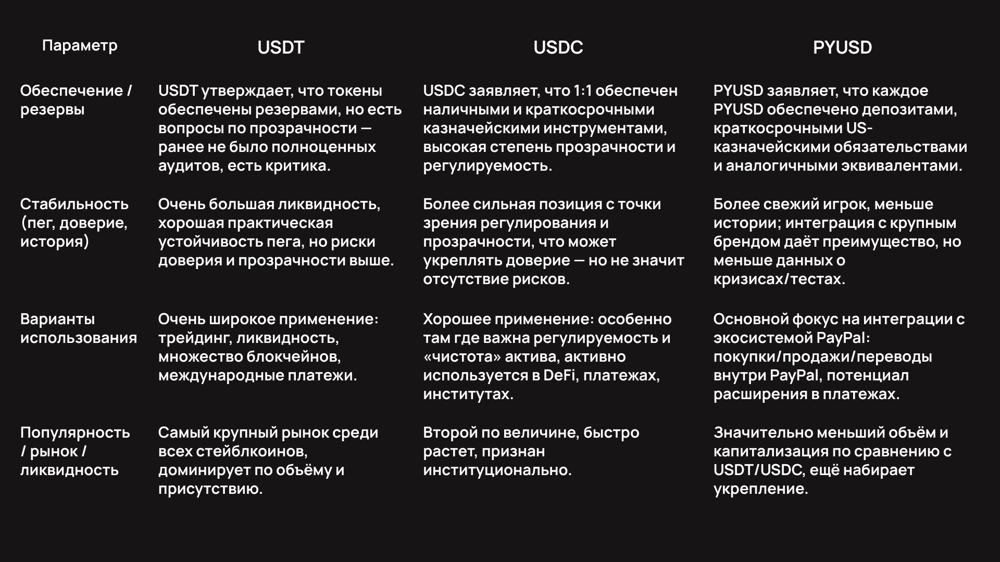 Параметр
USDT
USDC
PYUSD
Обеспечение /
резервы
USDT утверждает, что токены
обеспечены резервами, но есть
вопросы по прозрачности —
ранее не было полноценных
аудитов, есть критика.
USDC заявляет, что 1:1 обеспечен
наличными и краткосрочными
казначейскими инструментами,
высокая степень прозрачности и
регулируемость.
PYUSD заявляет, что каждое
PYUSD обеспечено депозитами,
краткосрочными US-
казначейскими обязательствами
и аналогичными эквивалентами.
Стабильность
(пег, доверие,
история)
Очень большая ликвидность,
хорошая практическая
устойчивость пега, но риски
доверия и прозрачности выше.
Более сильная позиция с точки
зрения регулирования и
прозрачности, что может
укреплять доверие — но не значит
отсутствие рисков.
Более свежий игрок, меньше
истории; интеграция с крупным
брендом даёт преимущество, но
меньше данных о
кризисах/тестах.
Варианты
использования
Очень широкое применение:
трейдинг, ликвидность,
множество блокчейнов,
международные платежи.
Хорошее применение: особенно
там где важна регулируемость и
«чистота» актива, активно
используется в DeFi, платежах,
институтах.
Основной фокус на интеграции с
экосистемой PayPal:
покупки/продажи/переводы
внутри PayPal, потенциал
расширения в платежах.
Популярность
/ рынок /
ликвидность
Самый крупный рынок среди
всех стейблкоинов,
доминирует по объёму и
присутствию.
Второй по величине, быстро
растет, признан
институционально.
Значительно меньший объём и
капитализация по сравнению с
USDT/USDC, ещё набирает
укрепление.